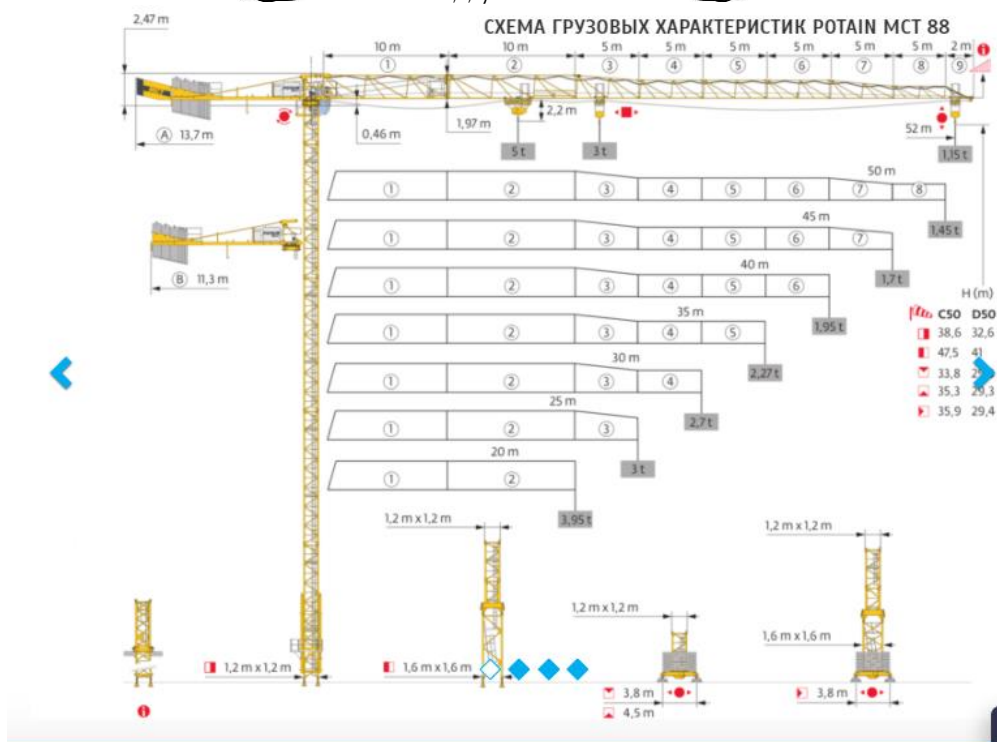 СХЕМА ГРУЗОВЫХ ХАРАКТЕРИСТИК POTAIN MCT 88
2,47 m
10 m 10 m 5 m 5 m 5 m 5 m 5 m 5 m 2 m
① ② ③ ④ ⑤ ⑥ ⑦ ⑧ ⑨
Ⓐ 13,7 m
0,46 m
1,97 m
2,2 m
52 m
5 t
3 t
1,15 t
50 m
① ② ③ ④ ⑤ ⑥ ⑦ ⑧
1,45 t
45 m
① ② ③ ④ ⑤ ⑥ ⑦
1,7 t
Ⓑ 11,3 m
40 m
① ② ③ ④ ⑤ ⑥
1,95 t
35 m
① ② ③ ④ ⑤
2,27 t
30 m
① ② ③ ④
2,7 t
25 m
① ② ③
3 t
20 m
① ②
3,95 t
H (m)
C50 D50
38,6 32,6
47,5 41
33,8
35,3 29,3
35,9 29,4
1,2 m x 1,2 m
1,2 m x 1,2 m
1,2 m x 1,2 m
1,6 m x 1,6 m
1,2 m x 1,2 m
1,6 m x 1,6 m
3,8 m
4,5 m
3,8 m